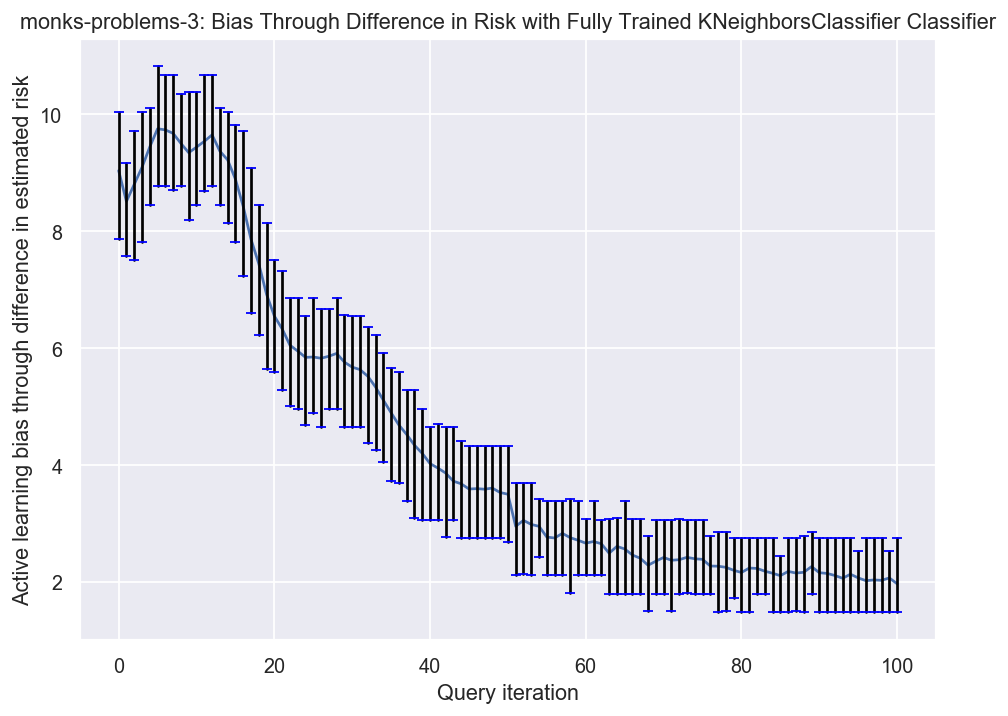 monks-problems-3: Bias Through Difference in Risk with Fully Trained KNeighborsClassifier Classifier
Active learning bias through difference in estimated risk
10
8
6
4
2
0 20 40 60 80 100
Query iteration